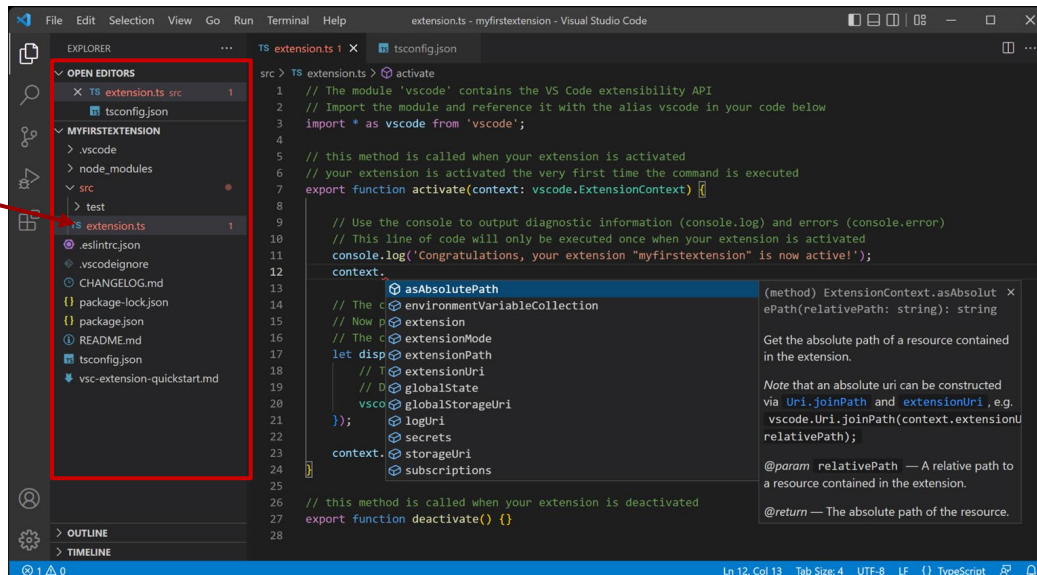 File Edit Selection View Go Run Terminal Help extension.ts - myfirstextension - Visual Studio Code
EXPLORER
OPEN EDITORS
TS extension.ts src 1
tsconfig.json
MYFIRSTEXTENSION
.vscode
node_modules
src
test
TS extension.ts 1
.eslintrc.json
.vscodeignore
CHANGELOG.md
{} package-lock.json
{} package.json
README.md
tsconfig.json
vsc-extension-quickstart.md
OUTLINE
TIMELINE
TS extension.ts 1 tsconfig.json
src > TS extension.ts > activate
1 // The module 'vscode' contains the VS Code extensibility API
2 // Import the module and reference it with the alias vscode in your code below
3 import * as vscode from 'vscode';
4
5 // this method is called when your extension is activated
6 // your extension is activated the very first time the command is executed
7 export function activate(context: vscode.ExtensionContext) {
8
9 // Use the console to output diagnostic information (console.log) and errors (console.error)
10 // This line of code will only be executed once when your extension is activated
11 console.log('Congratulations, your extension "myfirstextension" is now active!');
12 context.
13
14 // The c
15 // Now p
16 // The c
17 let disp
18 // T
19 // D
20 vsco
21 });
22
23 context.
24 }
25
26 // this method is called when your extension is deactivated
27 export function deactivate() {}
28
asAbsolutePath
environmentVariableCollection
extension
extensionMode
extensionPath
extensionUri
globalState
globalStorageUri
logUri
secrets
storageUri
subscriptions
(method) ExtensionContext.asAbsolut
ePath(relativePath: string): string
Get the absolute path of a resource contained
in the extension.
Note that an absolute uri can be constructed
via Uri.joinPath and extensionUri, e.g.
vscode.Uri.joinPath(context.extensionU
relativePath);
@param relativePath — A relative path to
a resource contained in the extension.
@return — The absolute path of the resource.
1 0 Ln 12, Col 13 Tab Size: 4 UTF-8 LF {} TypeScript